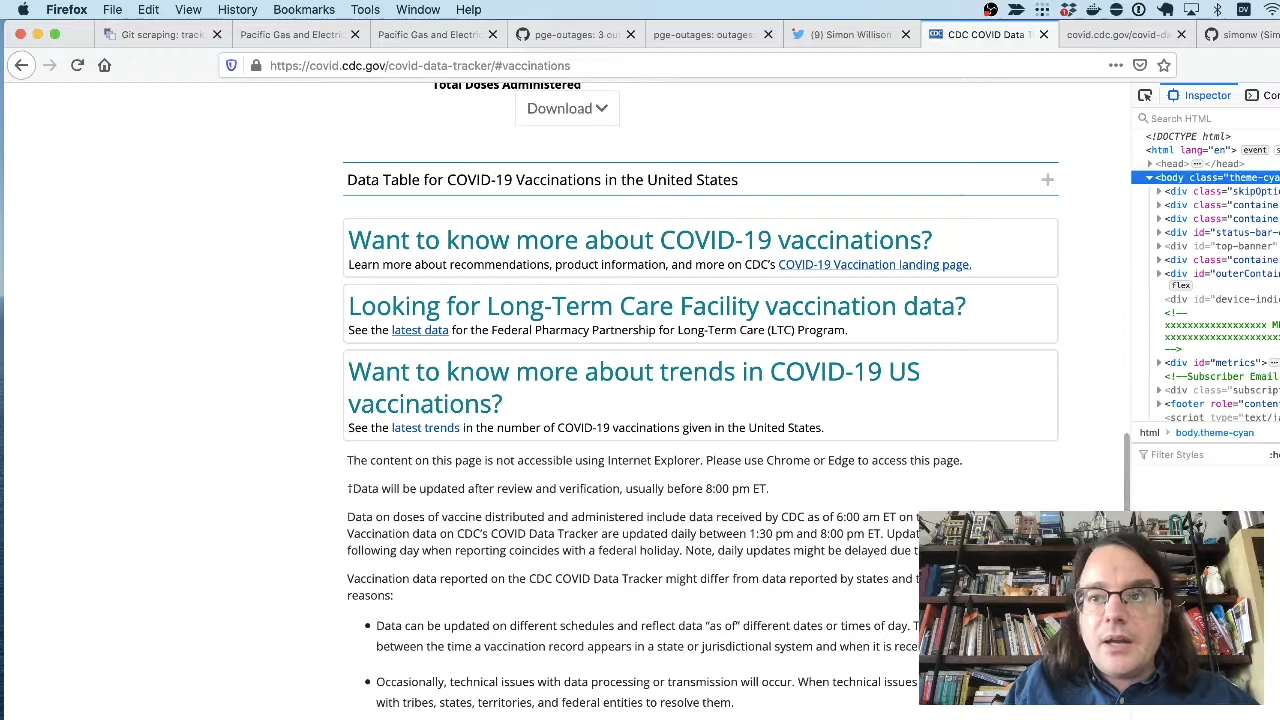 Firefox File Edit View History Bookmarks Tools Window Help
Git scraping: track
Pacific Gas and Electri
Pacific Gas and Electric
pge-outages: 3 ou
pge-outages: outages:
(9) Simon Willison
CDC COVID Data T
covid.cdc.gov/covid-da
simonw (Sim
https://covid.cdc.gov/covid-data-tracker/#vaccinations
Total Doses Administered
Download
Data Table for COVID-19 Vaccinations in the United States
Want to know more about COVID-19 vaccinations?
Learn more about recommendations, product information, and more on CDC's COVID-19 Vaccination landing page.
Looking for Long-Term Care Facility vaccination data?
See the latest data for the Federal Pharmacy Partnership for Long-Term Care (LTC) Program.
Want to know more about trends in COVID-19 US
vaccinations?
See the latest trends in the number of COVID-19 vaccinations given in the United States.
The content on this page is not accessible using Internet Explorer. Please use Chrome or Edge to access this page.
†Data will be updated after review and verification, usually before 8:00 pm ET.
Data on doses of vaccine distributed and administered include data received by CDC as of 6:00 am ET on
Vaccination data on CDC's COVID Data Tracker are updated daily between 1:30 pm and 8:00 pm ET. Updat
following day when reporting coincides with a federal holiday. Note, daily updates might be delayed due
Vaccination data reported on the CDC COVID Data Tracker might differ from data reported by states and
reasons:
• Data can be updated on different schedules and reflect data "as of" different dates or times of day.
between the time a vaccination record appears in a state or jurisdictional system and when it is rece
• Occasionally, technical issues with data processing or transmission will occur. When technical issues
with tribes, states, territories, and federal entities to resolve them.
Inspector
Co
Search HTML
<!DOCTYPE html>
<html lang="en"> event s
<head> </head>
<body class="theme-cya
<div class="skipOptio
<div class="containe
<div class="containe
<div id="status-bar-
<div id="top-banner"
<div class="containe
<div id="outerContai
flex
<div id="device-indic
<!--
xxxxxxxxxxxxxxxxxx M
xxxxxxxxxxxxxxxxxxx
-->
<div id="metrics">
<!--Subscriber Email
<div class="subscrip
<footer role="conten
<script type="text/ja
html > body.theme-cyan
Filter Styles :h